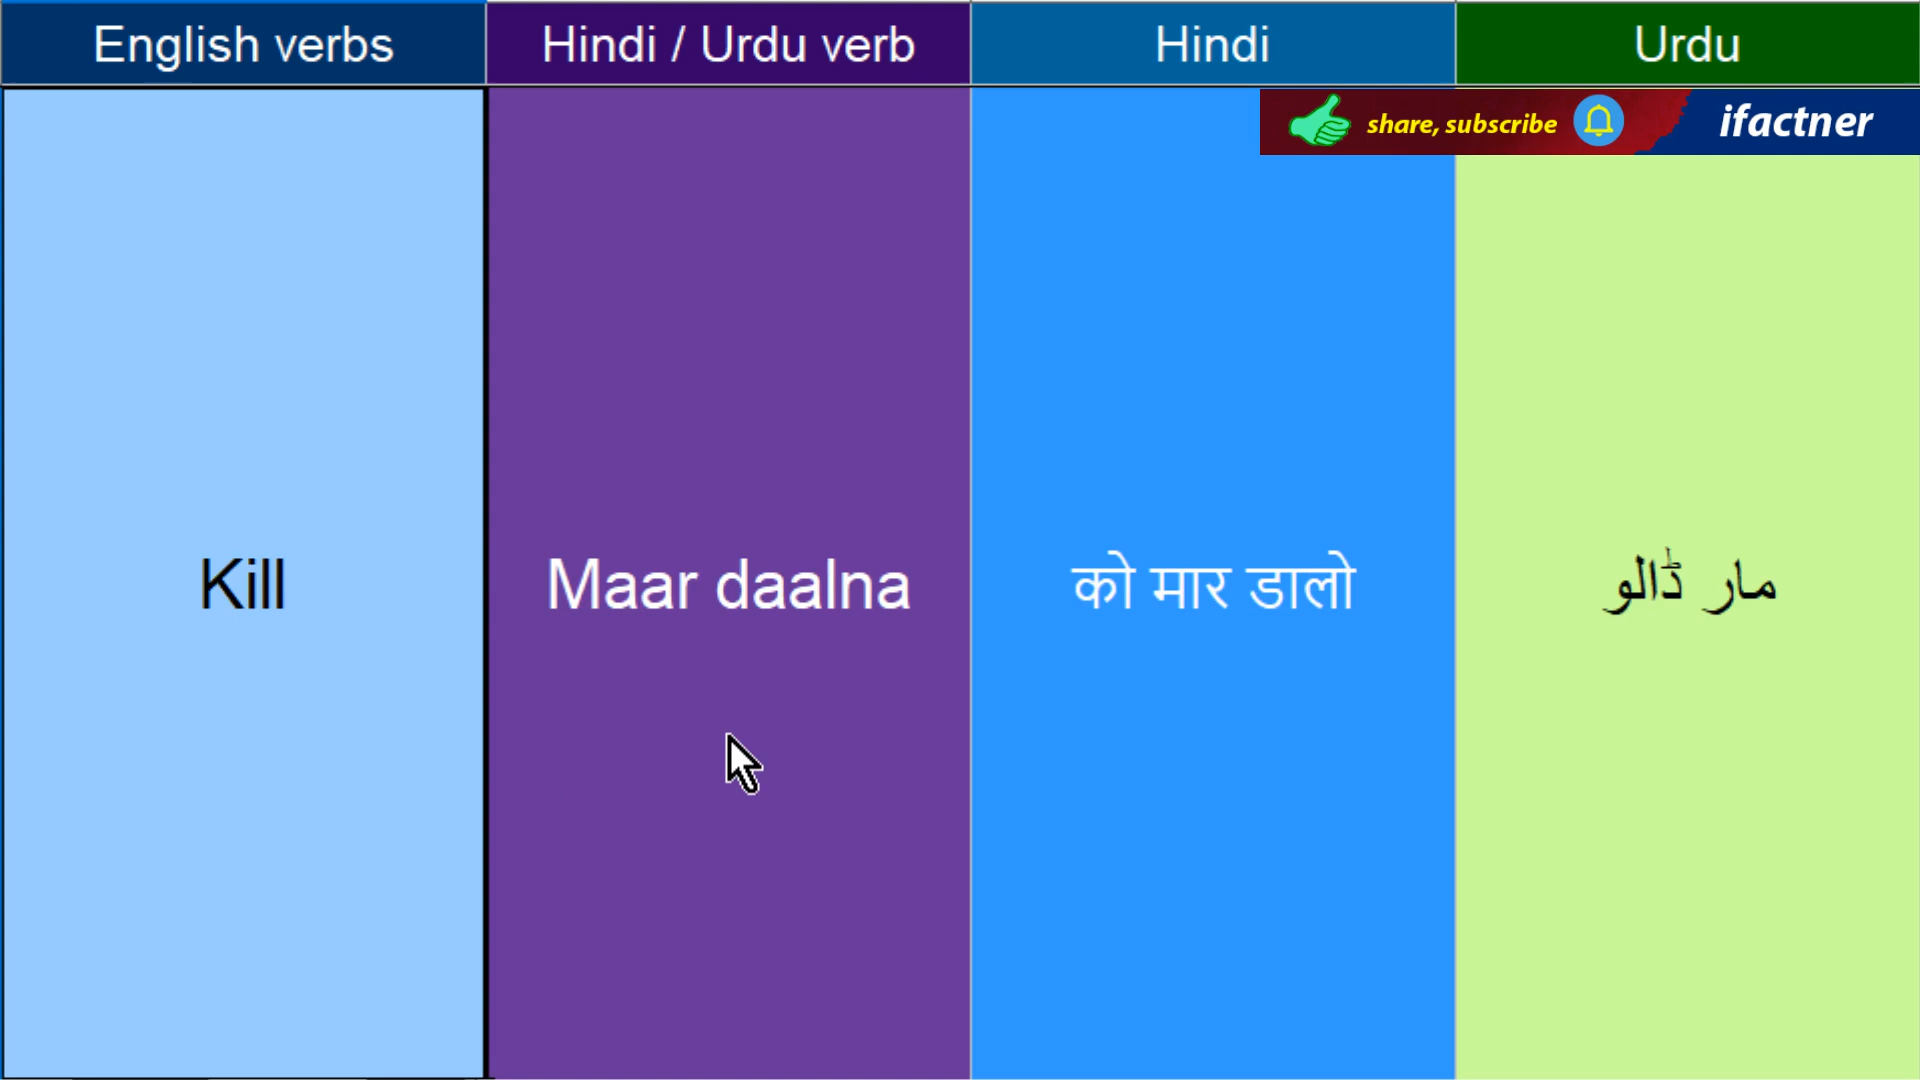 English verbs
Hindi / Urdu verb
Hindi
Urdu
share, subscribe
ifactner
Kill
Maar daalna
को मार डालो
مار ڈالو